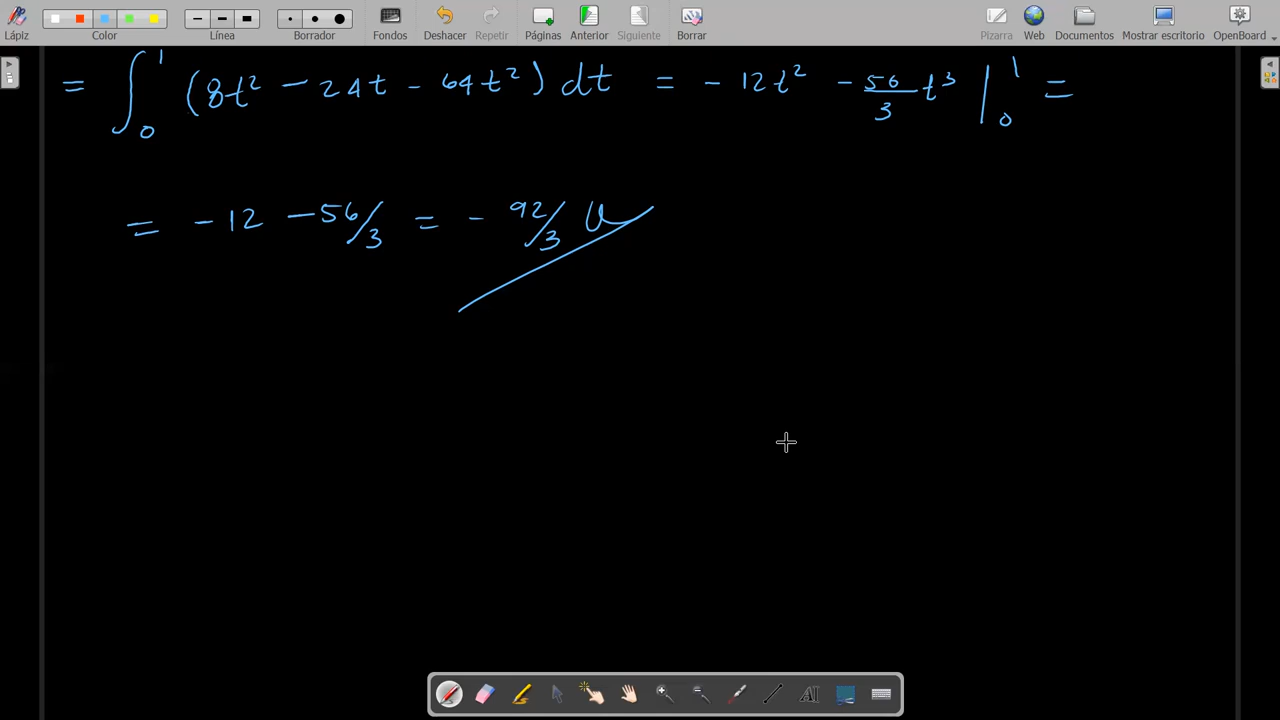 Lápiz Color Línea Borrador Fondos Deshacer Repetir Páginas Anterior Siguiente Borrar Pizarra Web Documentos Mostrar escritorio OpenBoard
= ∫₀¹ (8t² - 24t - 64t²) dt = - 12t² - 56/3 t³ |₀¹ =
= - 12 - 56/3 = - 92/3 V